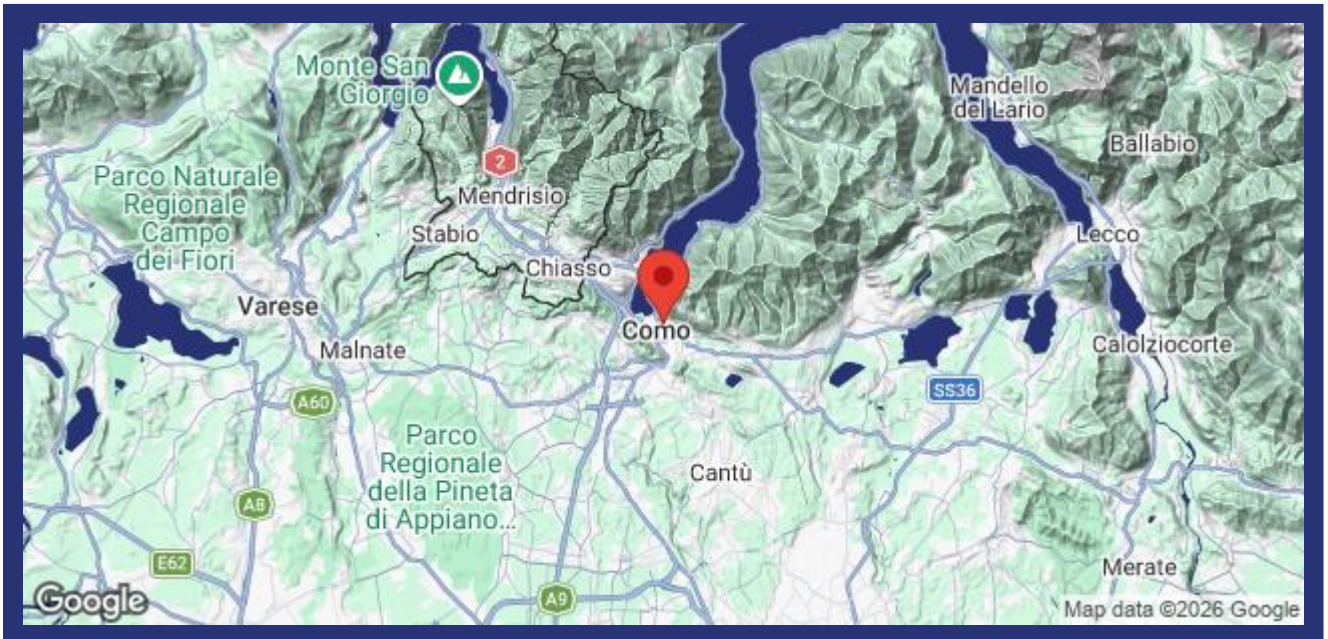 Monte San
Giorgio
Mandello
del Lario
Ballabio
2
Parco Naturale
Regionale
Campo
dei Fiori
Mendrisio
Stabio
Lecco
Chiasso
Varese
Como
Malnate
Calolziocorte
SS36
A60
Parco
Regionale
della Pineta
di Appiano...
Cantù
A8
E62
Merate
A9
Google
Map data ©2026 Google